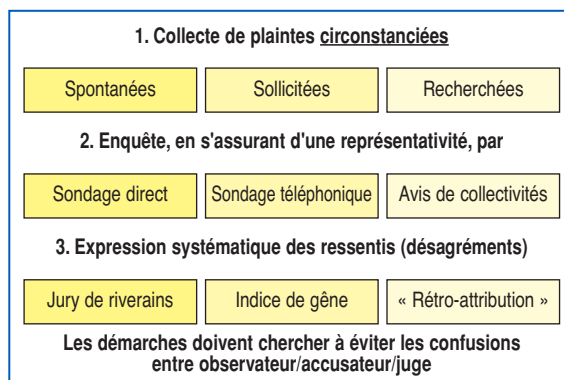 1. Collecte de plaintes circonstanciées
Spontanées
Sollicitées
Recherchées
2. Enquête, en s'assurant d'une représentativité, par
Sondage direct
Sondage téléphonique
Avis de collectivités
3. Expression systématique des ressentis (désagréments)
Jury de riverains
Indice de gêne
« Rétro-attribution »
Les démarches doivent chercher à éviter les confusions
entre observateur/accusateur/juge